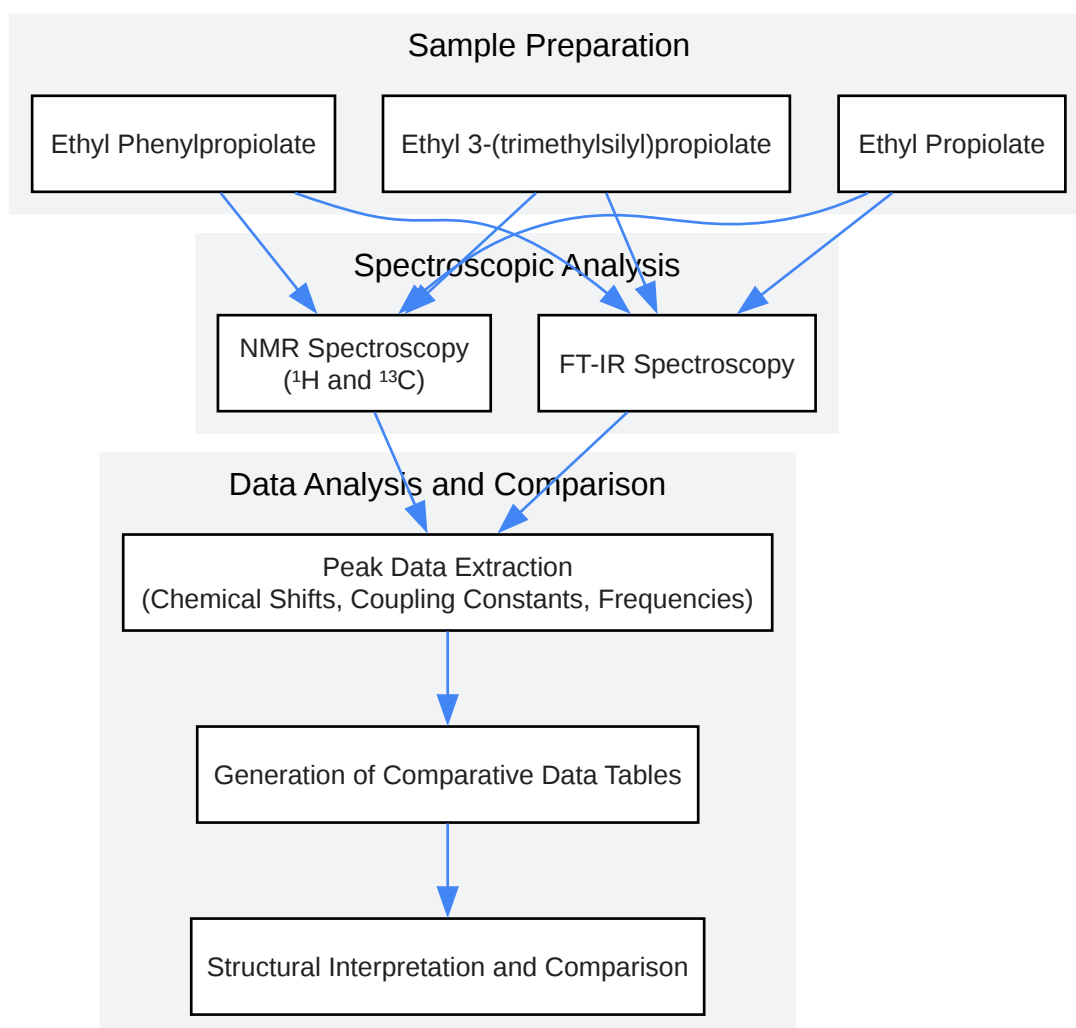 Sample Preparation
Ethyl Phenylpropiolate
Ethyl 3-(trimethylsilyl)propiolate
Ethyl Propiolate
Spectroscopic Analysis
NMR Spectroscopy
(¹H and ¹³C)
FT-IR Spectroscopy
Data Analysis and Comparison
Peak Data Extraction
(Chemical Shifts, Coupling Constants, Frequencies)
Generation of Comparative Data Tables
Structural Interpretation and Comparison